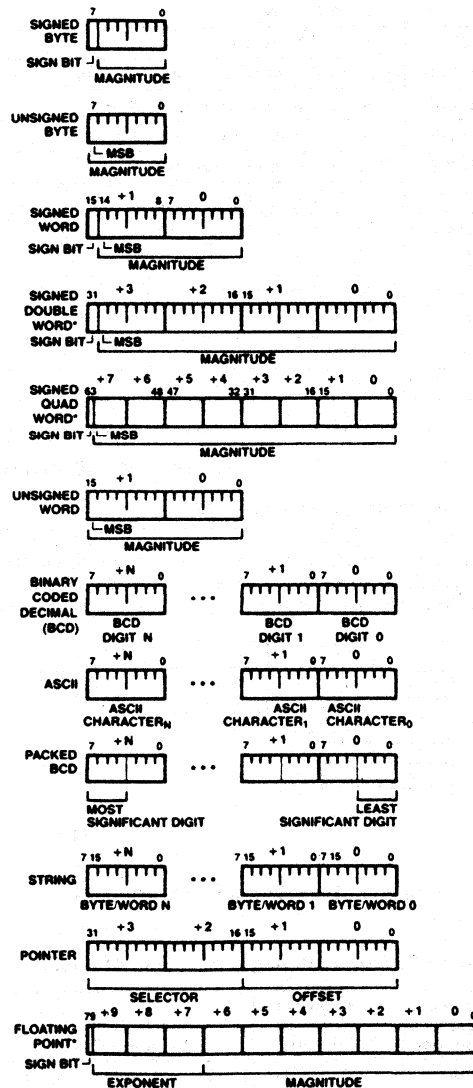 7 0
SIGNED BYTE
SIGN BIT
MAGNITUDE
7 0
UNSIGNED BYTE
MSB
MAGNITUDE
15 14 +1 8 7 0 0
SIGNED WORD
SIGN BIT MSB
MAGNITUDE
31 +3 +2 16 15 +1 0 0
SIGNED DOUBLE WORD*
SIGN BIT MSB
MAGNITUDE
+7 +6 +5 +4 +3 +2 +1 0
63 48 47 32 31 16 15 0
SIGNED QUAD WORD*
SIGN BIT MSB
MAGNITUDE
15 +1 0 0
UNSIGNED WORD
MSB
MAGNITUDE
7 +N 0 7 +1 0 7 0 0
BINARY CODED DECIMAL (BCD)
...
BCD DIGIT N BCD DIGIT 1 BCD DIGIT 0
7 +N 0 7 +1 0 7 0 0
ASCII
...
ASCII CHARACTERN ASCII CHARACTER1 ASCII CHARACTER0
7 +N 0 7 +1 0 7 0 0
PACKED BCD
...
MOST SIGNIFICANT DIGIT LEAST SIGNIFICANT DIGIT
7 15 +N 0 7 15 +1 0 7 15 0 0
STRING
...
BYTE/WORD N BYTE/WORD 1 BYTE/WORD 0
31 +3 +2 16 15 +1 0 0
POINTER
SELECTOR OFFSET
79 +9 +8 +7 +6 +5 +4 +3 +2 +1 0
FLOATING POINT*
SIGN BIT
EXPONENT MAGNITUDE